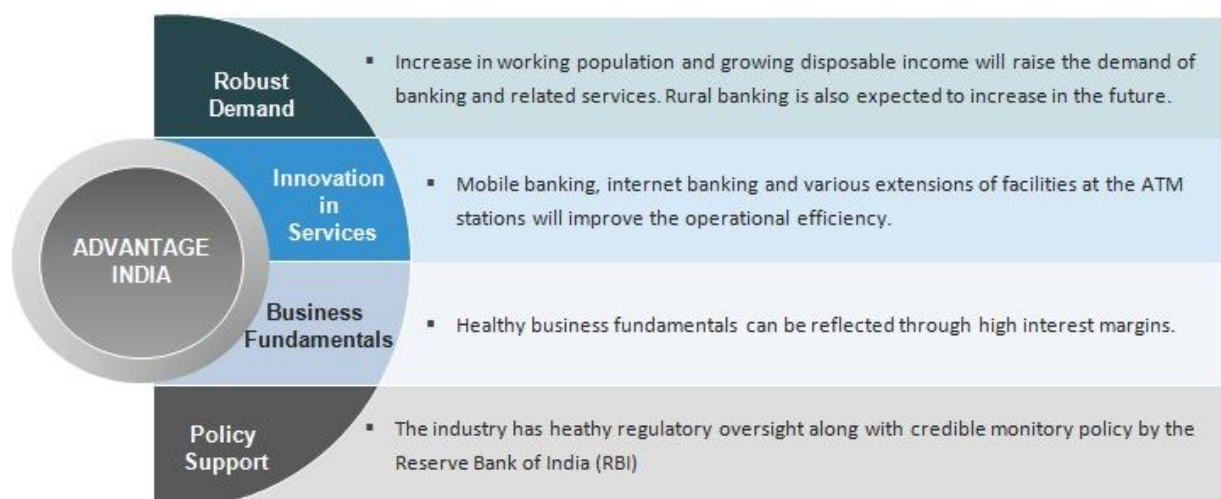 ADVANTAGE
INDIA
Robust
Demand
▪ Increase in working population and growing disposable income will raise the demand of
banking and related services. Rural banking is also expected to increase in the future.
Innovation
in
Services
▪ Mobile banking, internet banking and various extensions of facilities at the ATM
stations will improve the operational efficiency.
Business
Fundamentals
▪ Healthy business fundamentals can be reflected through high interest margins.
Policy
Support
▪ The industry has heathy regulatory oversight along with credible monitory policy by the
Reserve Bank of India (RBI)